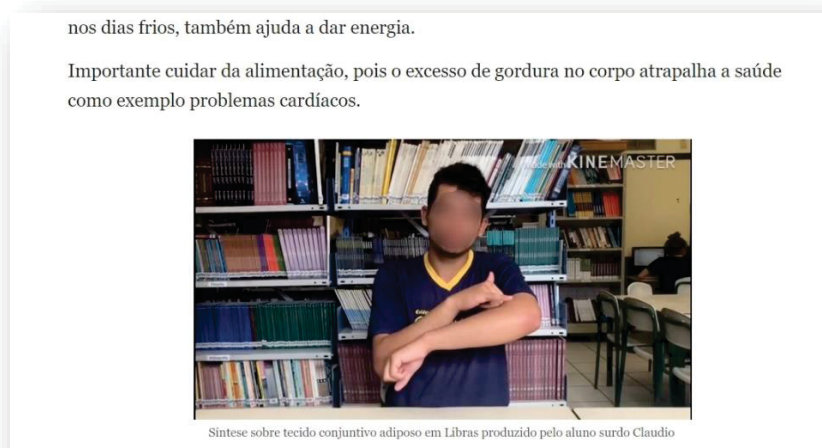 nos dias frios, também ajuda a dar energia.
Importante cuidar da alimentação, pois o excesso de gordura no corpo atrapalha a saúde
como exemplo problemas cardíacos.
KINEMASTER
Síntese sobre tecido conjuntivo adiposo em Libras produzido pelo aluno surdo Claudio